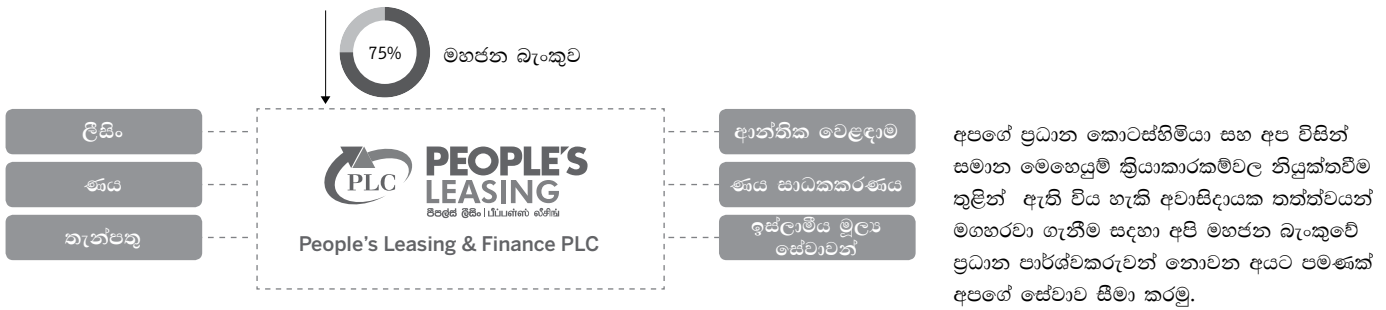 75%
මහජන බැංකුව
ලීසිං
ණය
තැන්පතු
PLC
PEOPLE'S
LEASING
පීපල්ස් ලීසිං | பீப்பள்ஸ் லீசிங்
People's Leasing & Finance PLC
ආන්තික වෙළඳාම
ණය සාධකකරණය
ඉස්ලාමීය මූල්‍ය
සේවාවන්
අපගේ ප්‍රධාන කොටස්හිමියා සහ අප විසින්
සමාන මෙහෙයුම් ක්‍රියාකාරකම්වල නියුක්තවීම
තුළින් ඇති විය හැකි අවාසිදායක තත්ත්වයන්
මගහරවා ගැනීම සදහා අපි මහජන බැංකුවේ
ප්‍රධාන පාර්ශ්වකරුවන් නොවන අයට පමණක්
අපගේ සේවාව සීමා කරමු.